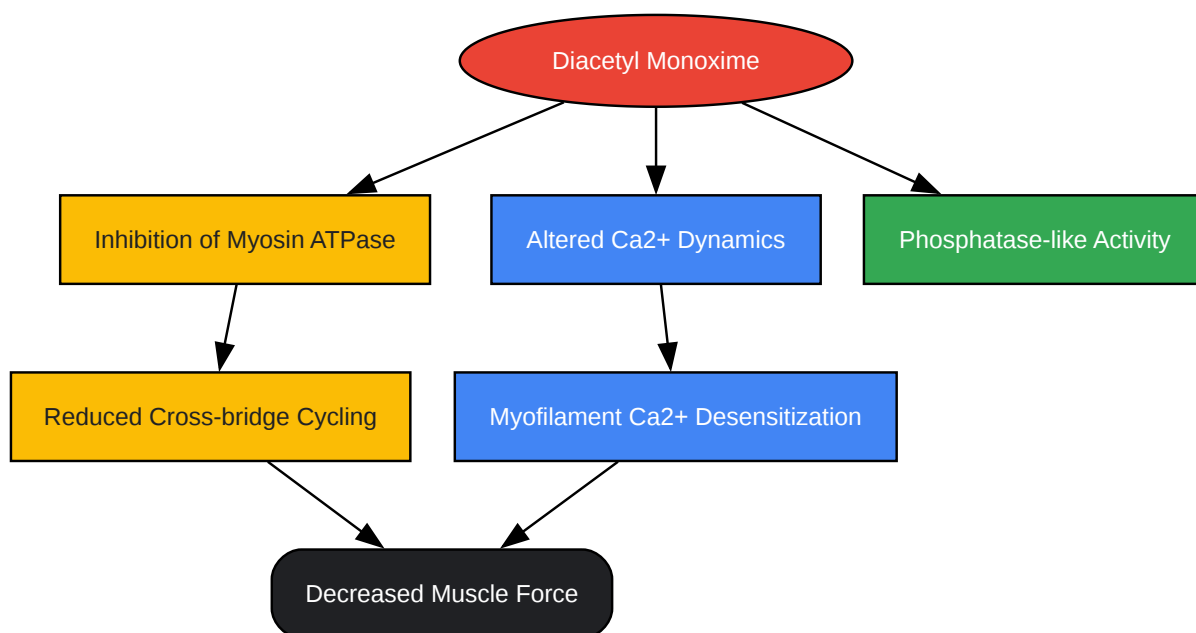 Diacetyl Monoxime
Inhibition of Myosin ATPase
Altered Ca2+ Dynamics
Phosphatase-like Activity
Reduced Cross-bridge Cycling
Myofilament Ca2+ Desensitization
Decreased Muscle Force